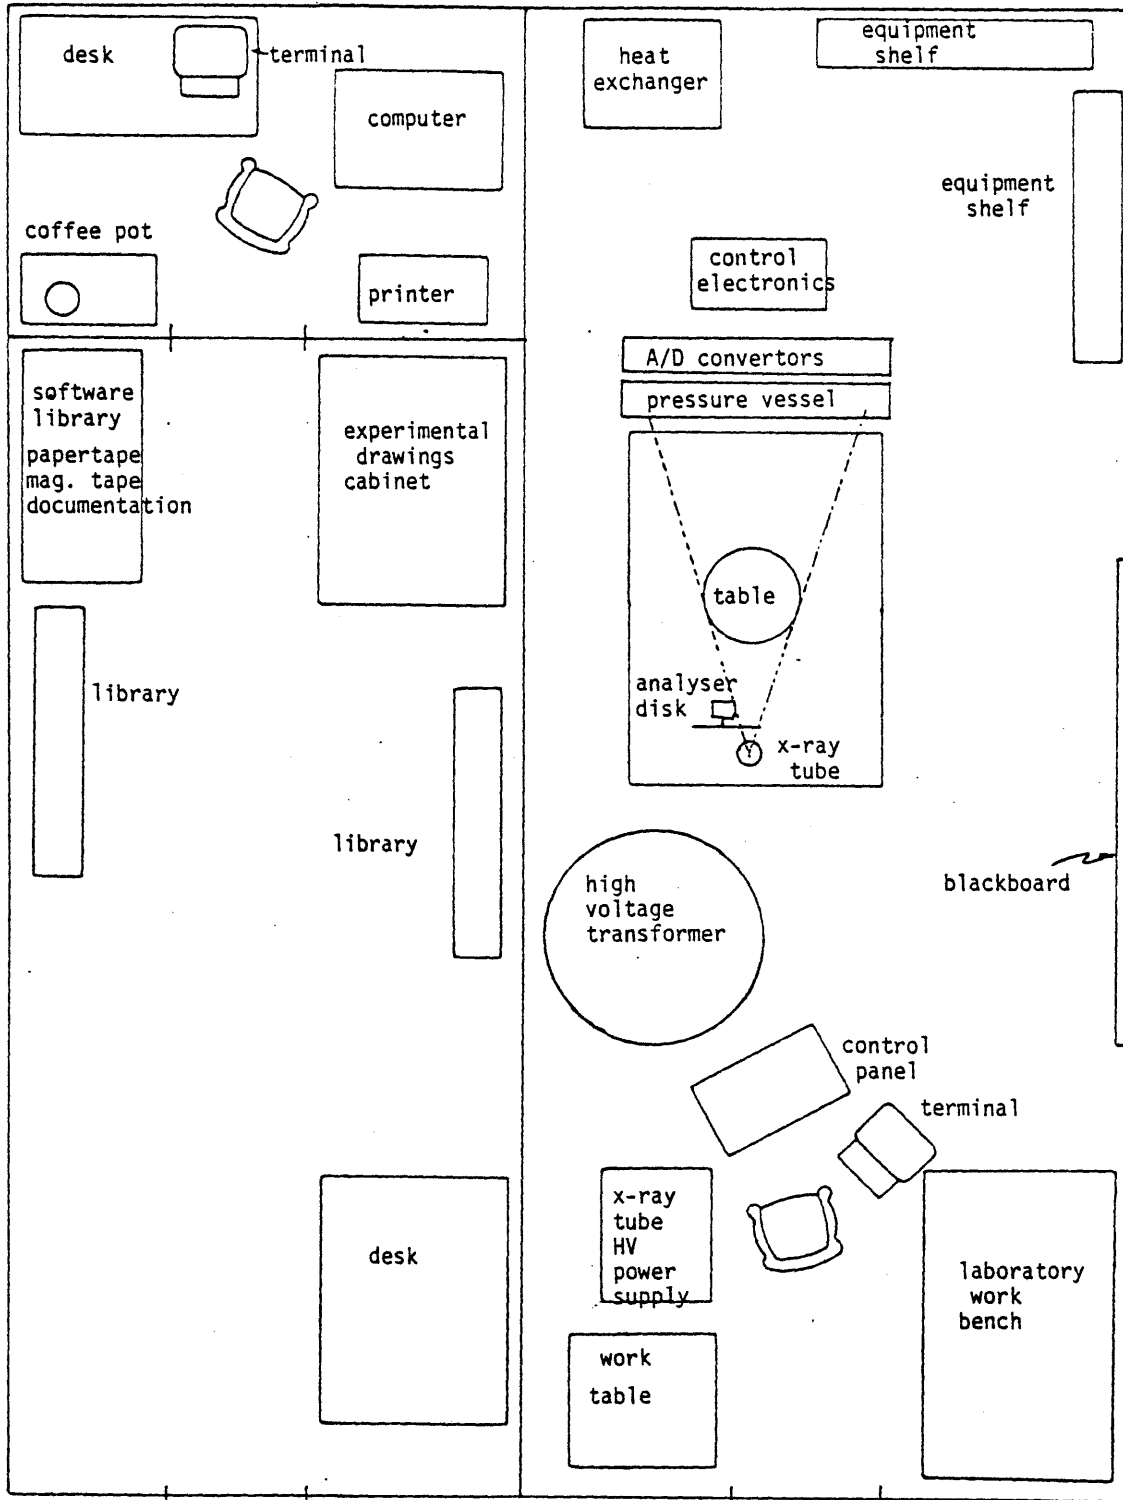 desk
terminal
computer
coffee pot
printer
software
library
papertape
mag. tape
documentation
experimental
drawings
cabinet
library
library
desk
heat
exchanger
equipment
shelf
equipment
shelf
control
electronics
A/D convertors
pressure vessel
table
analyser
disk
x-ray
tube
high
voltage
transformer
blackboard
control
panel
terminal
x-ray
tube
HV
power
supply
laboratory
work
bench
work
table